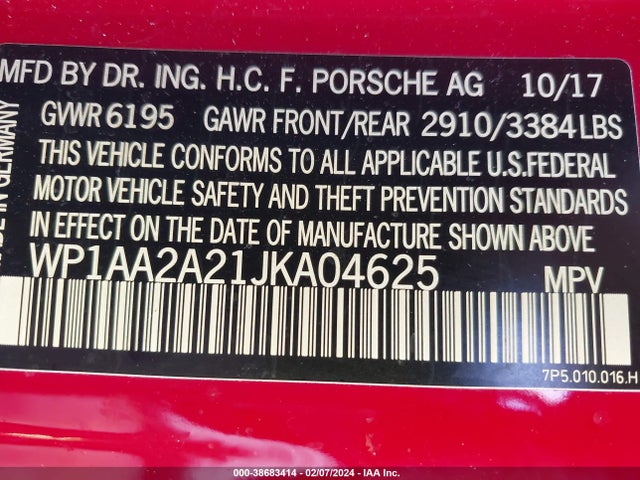 MFD BY DR. ING. H.C. F. PORSCHE AG 10/17
GVWR 6195 GAWR FRONT/REAR 2910/3384 LBS
THIS VEHICLE CONFORMS TO ALL APPLICABLE U.S. FEDERAL
MOTOR VEHICLE SAFETY AND THEFT PREVENTION STANDARDS
IN EFFECT ON THE DATE OF MANUFACTURE SHOWN ABOVE
WP1AA2A21JKA04625 MPV
7P5.010.016.H
IN GERMANY
000-38683414 - 02/07/2024 - IAA Inc.